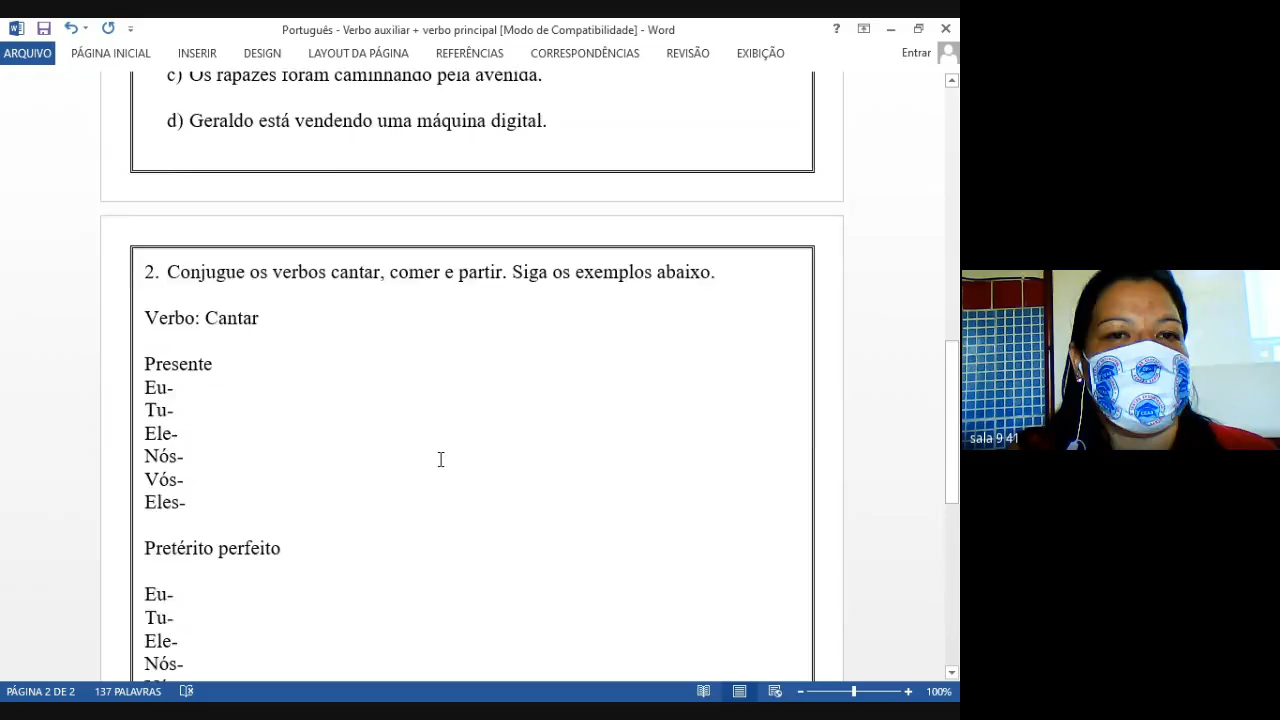 Português - Verbo auxiliar + verbo principal [Modo de Compatibilidade] - Word
?
ARQUIVO PÁGINA INICIAL INSERIR DESIGN LAYOUT DA PÁGINA REFERÊNCIAS CORRESPONDÊNCIAS REVISÃO EXIBIÇÃO Entrar
c) Os rapazes foram caminhando pela avenida.
d) Geraldo está vendendo uma máquina digital.
2. Conjugue os verbos cantar, comer e partir. Siga os exemplos abaixo.
Verbo: Cantar
Presente
Eu-
Tu-
Ele-
Nós-
Vós-
Eles-
Pretérito perfeito
Eu-
Tu-
Ele-
Nós-
sala 9 41
PÁGINA 2 DE 2 137 PALAVRAS 100%